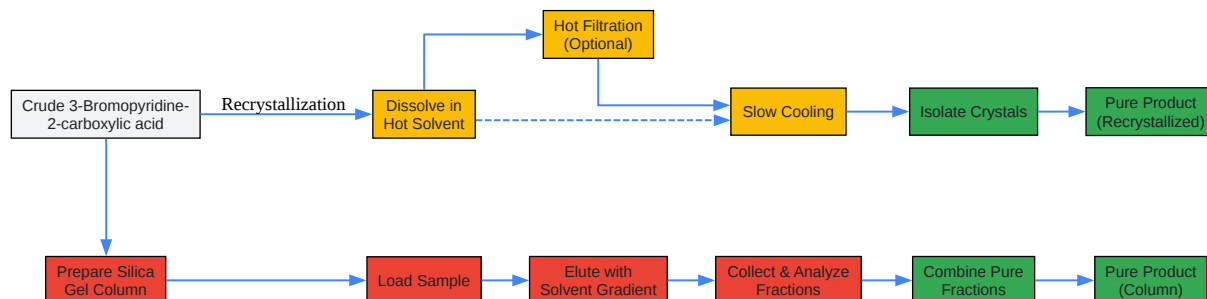 Hot Filtration
(Optional)
Crude 3-Bromopyridine-
2-carboxylic acid
Recrystallization
Dissolve in
Hot Solvent
Slow Cooling
Isolate Crystals
Pure Product
(Recrystallized)
Prepare Silica
Gel Column
Load Sample
Elute with
Solvent Gradient
Collect & Analyze
Fractions
Combine Pure
Fractions
Pure Product
(Column)